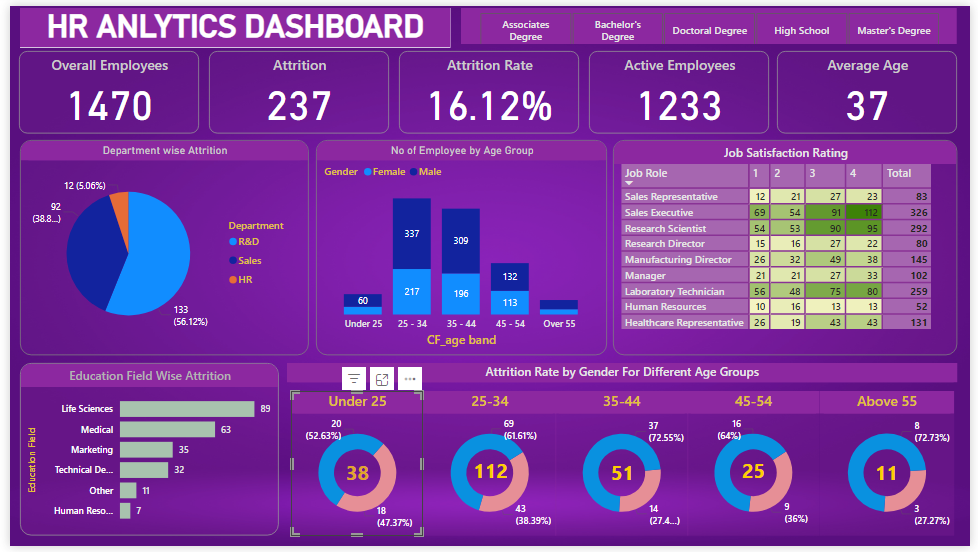 HR ANLYTICS DASHBOARD
Associates Degree
Bachelor's Degree
Doctoral Degree
High School
Master's Degree
Overall Employees
1470
Attrition
237
Attrition Rate
16.12%
Active Employees
1233
Average Age
37
Department wise Attrition
12 (5.06%)
92
(38.8...)
133
(56.12%)
Department
R&D
Sales
HR
No of Employee by Age Group
Gender Female Male
60
337
217
309
196
132
113
Under 25
25 - 34
35 - 44
45 - 54
Over 55
CF_age band
Job Satisfaction Rating
Job Role 1 2 3 4 Total
Sales Representative 12 21 27 23 83
Sales Executive 69 54 91 112 326
Research Scientist 54 53 90 95 292
Research Director 15 16 27 22 80
Manufacturing Director 26 32 49 38 145
Manager 21 21 27 33 102
Laboratory Technician 56 48 75 80 259
Human Resources 10 16 13 13 52
Healthcare Representative 26 19 43 43 131
Education Field Wise Attrition
Education Field
Life Sciences 89
Medical 63
Marketing 35
Technical De... 32
Other 11
Human Reso... 7
Attrition Rate by Gender For Different Age Groups
Under 25
20
(52.63%)
38
18
(47.37%)
25-34
69
(61.61%)
112
43
(38.39%)
35-44
37
(72.55%)
51
14
(27.4...)
45-54
16
(64%)
25
9
(36%)
Above 55
8
(72.73%)
11
3
(27.27%)